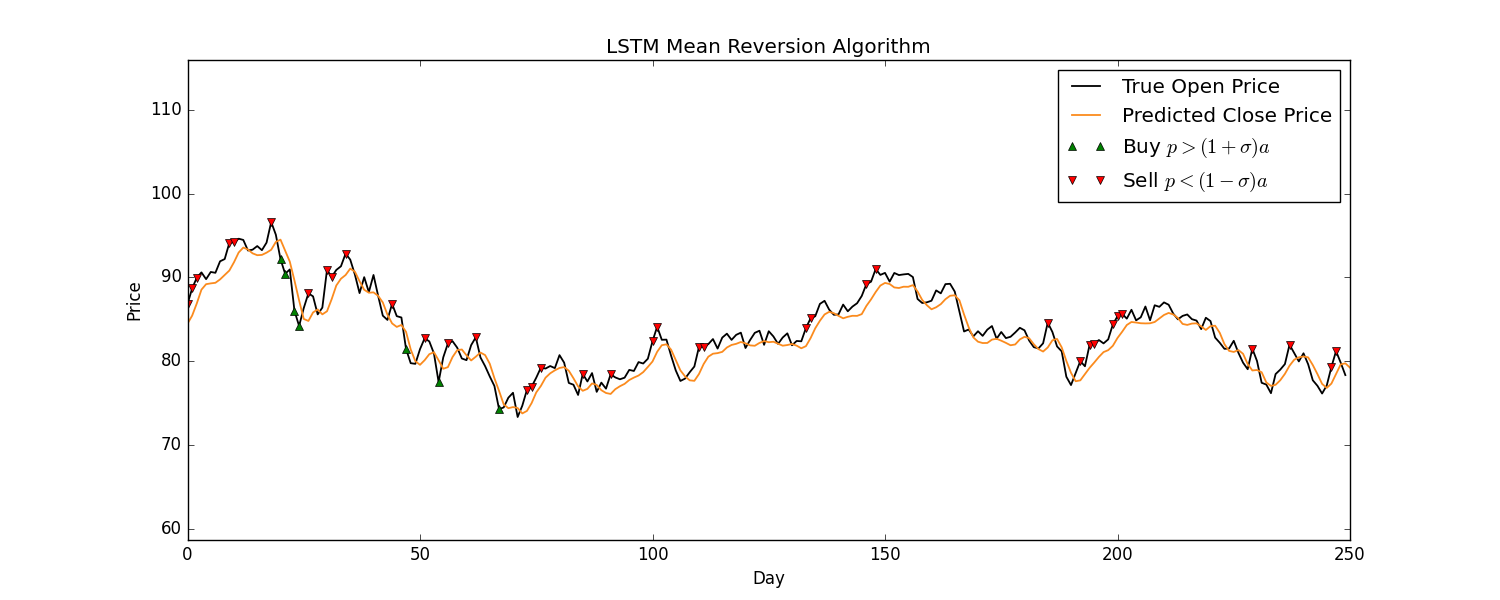 LSTM Mean Reversion Algorithm
True Open Price
Predicted Close Price
Buy p > (1 + σ)a
Sell p < (1 − σ)a
110
100
90
80
70
60
Price
0 50 100 150 200 250
Day